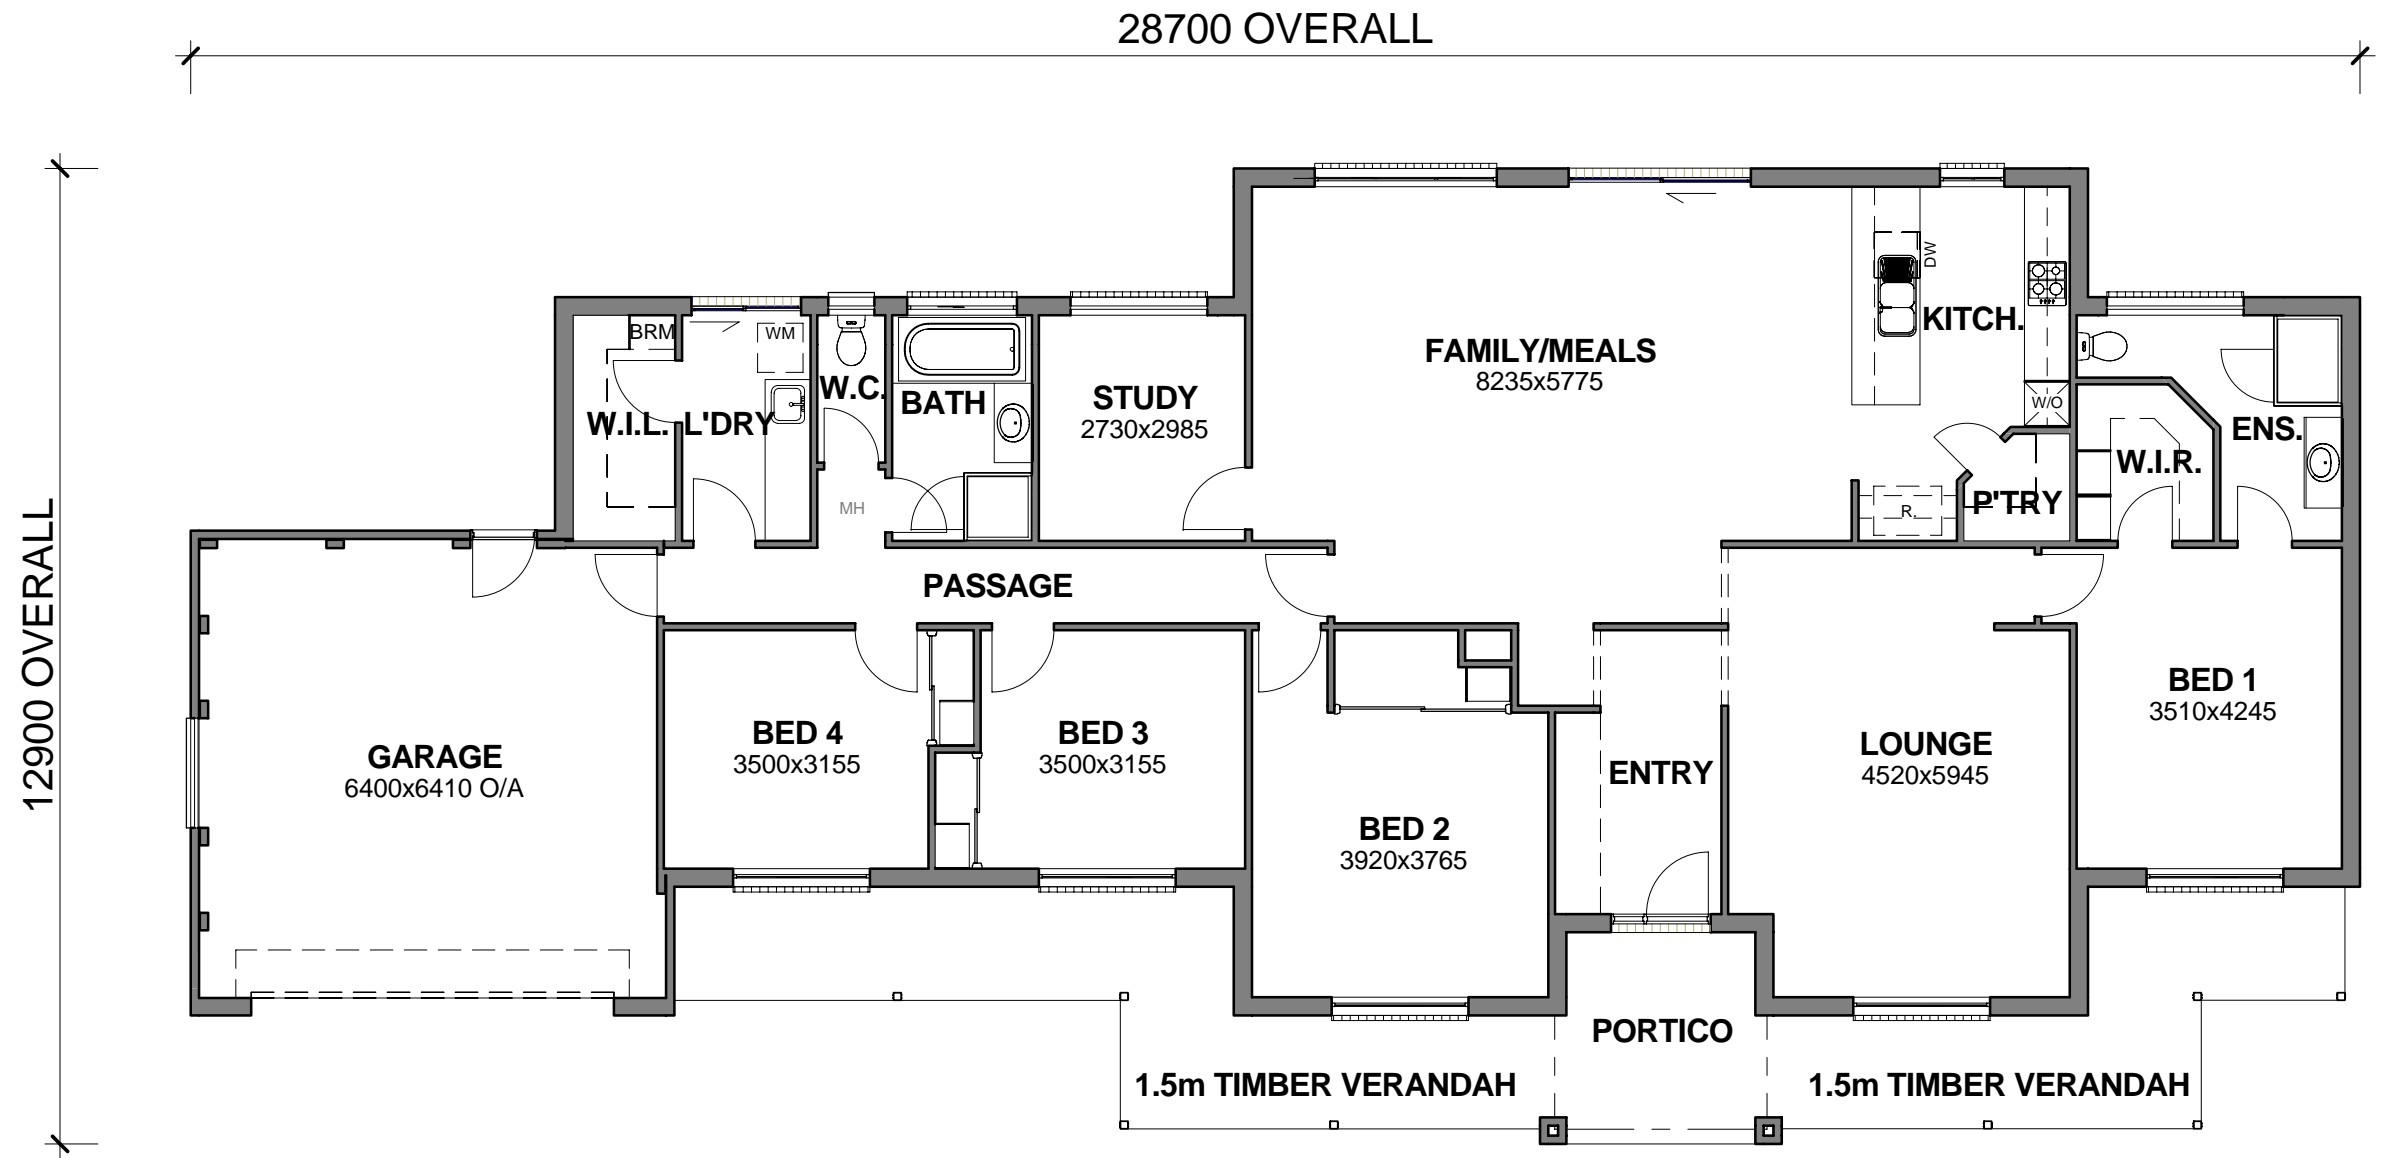 28700 OVERALL
12900 OVERALL
BRM
WM
W.I.L.
L'DRY
W.C.
BATH
MH
STUDY
2730x2985
FAMILY/MEALS
8235x5775
DW
KITCH.
W/O
R.
P'TRY
W.I.R.
ENS.
PASSAGE
GARAGE
6400x6410 O/A
BED 4
3500x3155
BED 3
3500x3155
BED 2
3920x3765
ENTRY
LOUNGE
4520x5945
BED 1
3510x4245
PORTICO
1.5m TIMBER VERANDAH
1.5m TIMBER VERANDAH